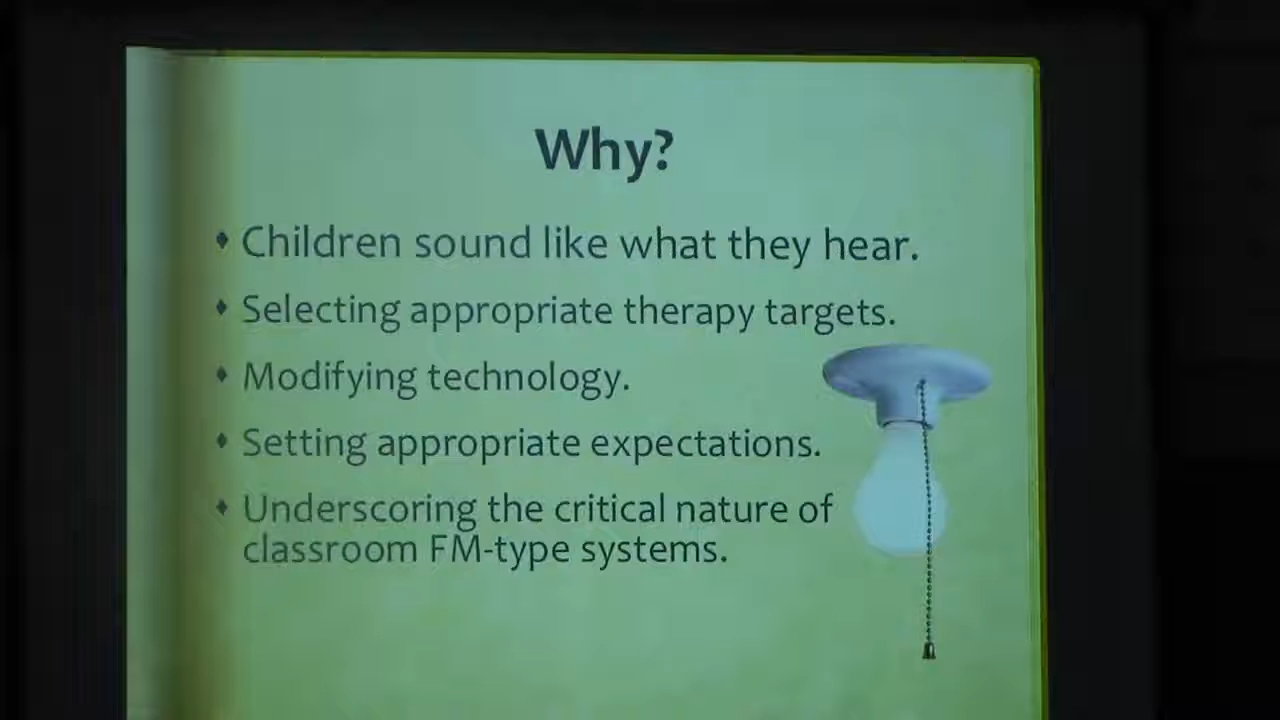 Why?
• Children sound like what they hear.
• Selecting appropriate therapy targets.
• Modifying technology.
• Setting appropriate expectations.
• Underscoring the critical nature of
classroom FM-type systems.